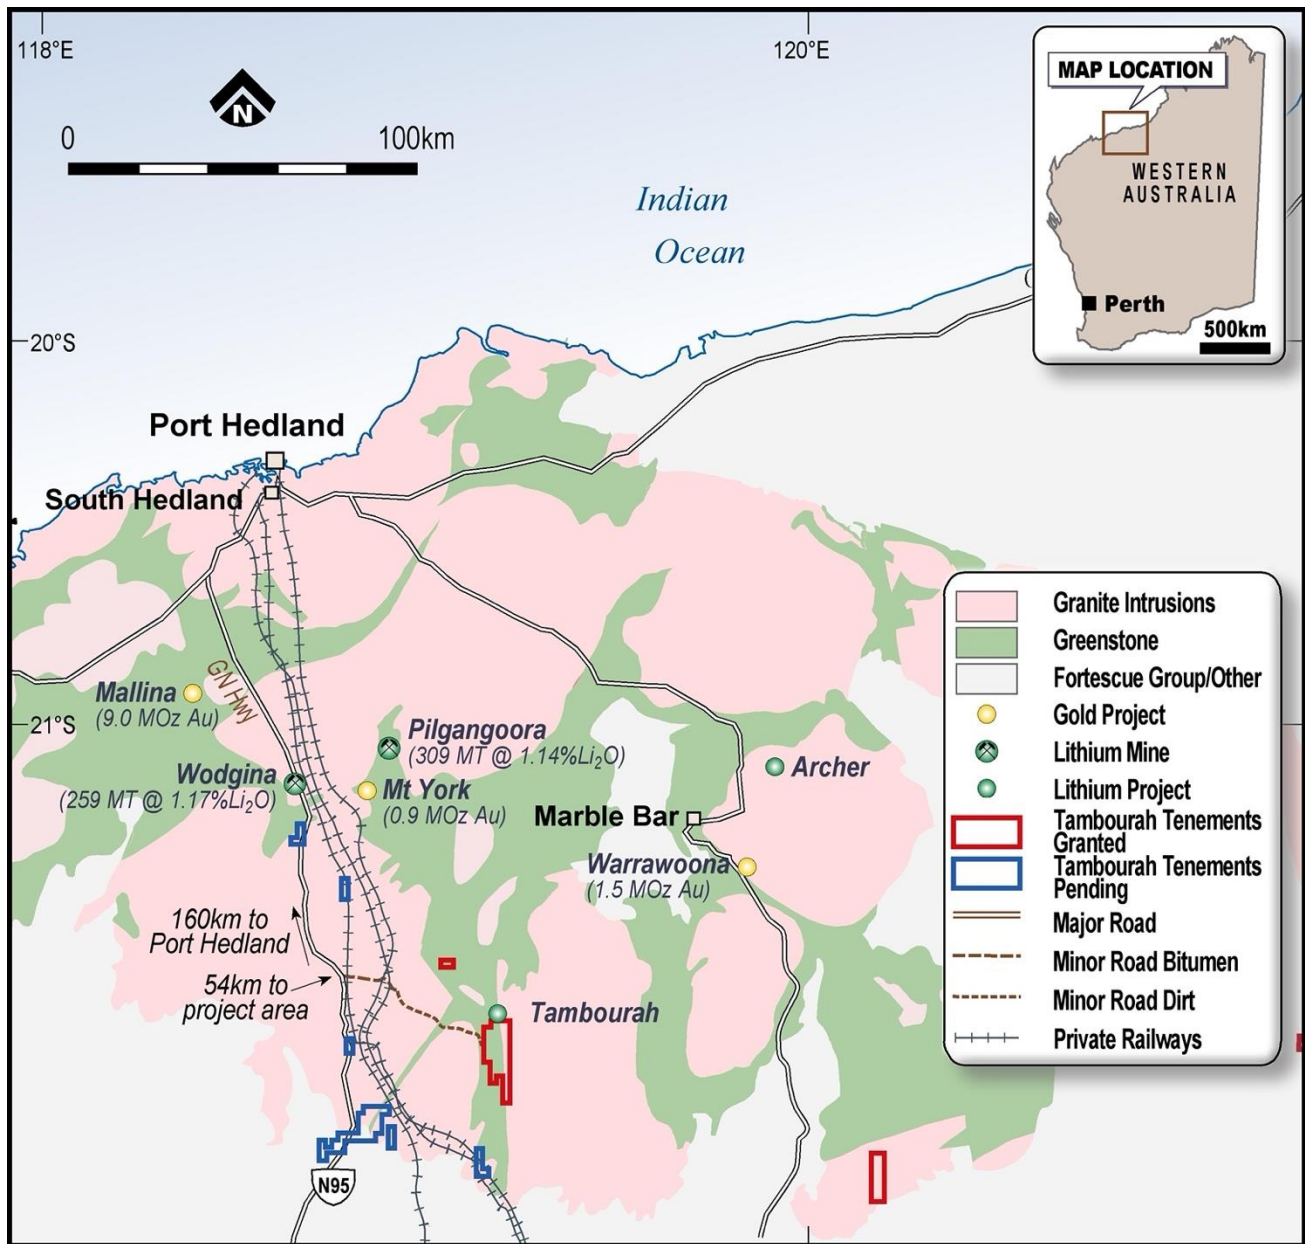 118°E
120°E
N
0
100km
MAP LOCATION
WESTERN
AUSTRALIA
Perth
500km
Indian
Ocean
20°S
Port Hedland
South Hedland
GN HWY
Mallina
(9.0 MOz Au)
21°S
Pilgangoora
(309 MT @ 1.14%Li₂O)
Wodgina
(259 MT @ 1.17%Li₂O)
Mt York
(0.9 MOz Au)
Archer
Marble Bar
Warrawoona
(1.5 MOz Au)
160km to
Port Hedland
54km to
project area
Tambourah
N95
Granite Intrusions
Greenstone
Fortescue Group/Other
Gold Project
Lithium Mine
Lithium Project
Tambourah Tenements
Granted
Tambourah Tenements
Pending
Major Road
Minor Road Bitumen
Minor Road Dirt
Private Railways